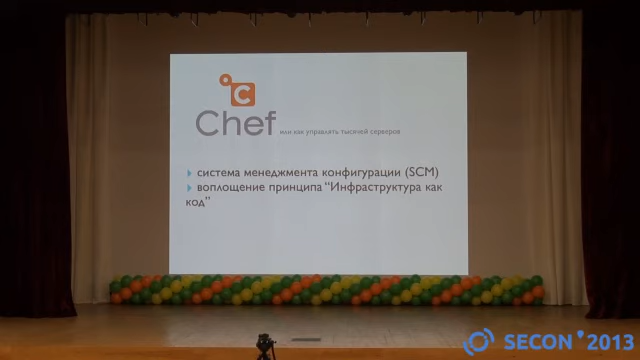 C
Chef или как управлять тысячей серверов
система менеджмента конфигурации (SCM)
воплощение принципа “Инфраструктура как
код”
SECON'2013